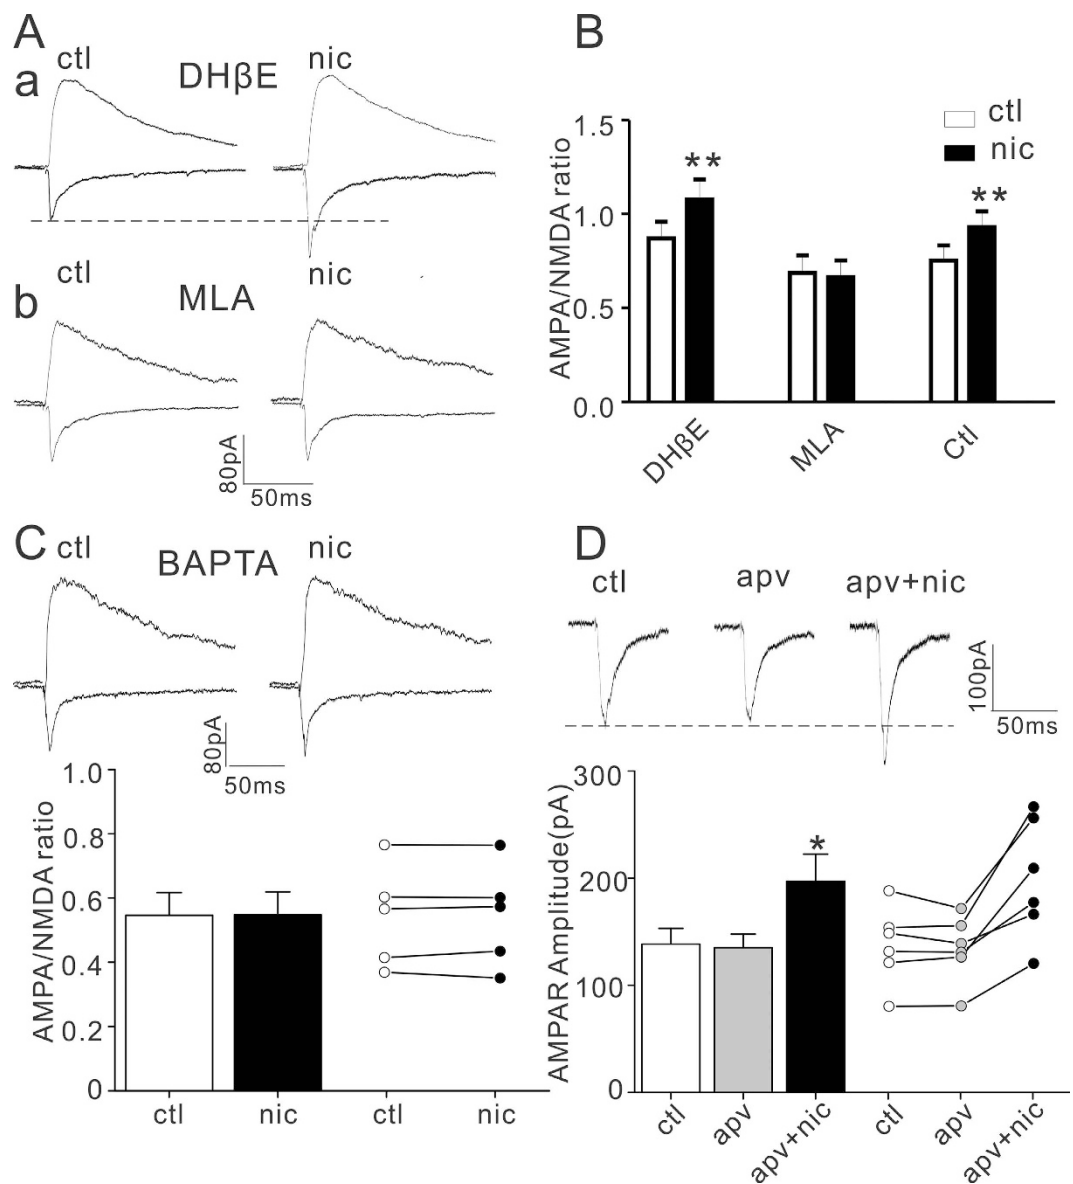 A
ctl
nic
a
DHβE
ctl
nic
b
MLA
80pA
50ms
B
ctl
nic
AMPA/NMDA ratio
1.5
1.0
0.5
0.0
**
**
DHβE
MLA
Ctl
C
ctl
BAPTA
nic
80pA
50ms
AMPA/NMDA ratio
1.0
0.8
0.6
0.4
0.2
0
ctl
nic
ctl
nic
D
ctl
apv
apv+nic
100pA
50ms
AMPAR Amplitude(pA)
300
200
100
0
*
ctl
apv
apv+nic
ctl
apv
apv+nic